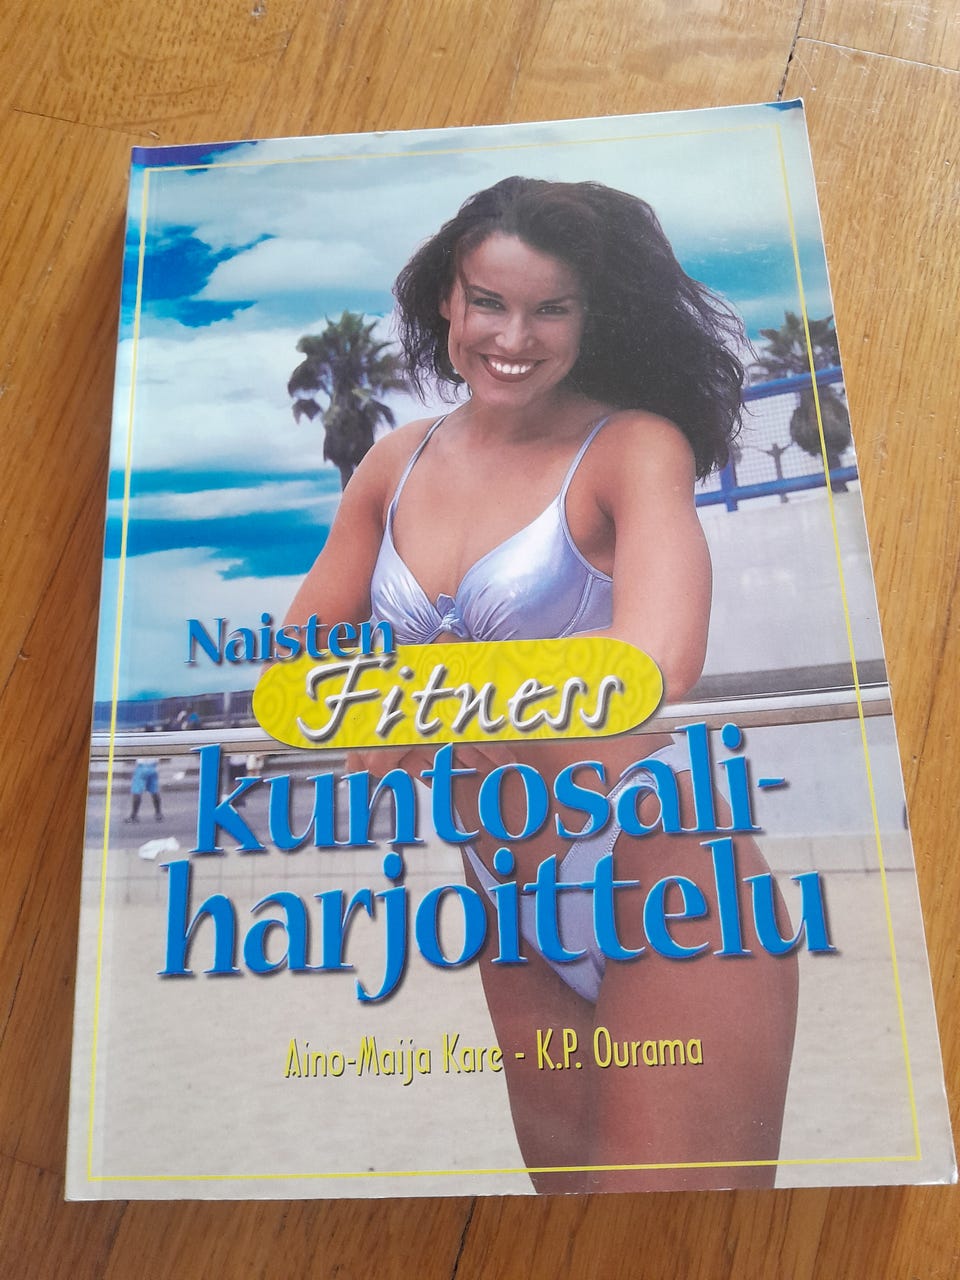 Naisten
Fitness
kuntosali-
harjoittelu
Aino-Maija Kare - K.P. Ourama